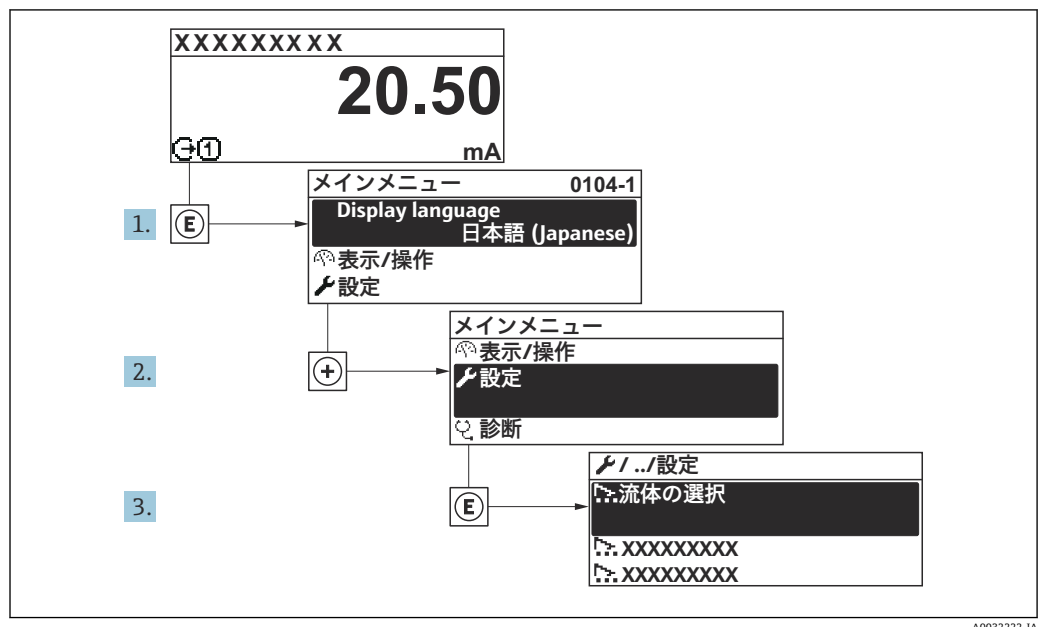 XXXXXXXXX
20.50
① mA
メインメニュー 0104-1
1. E Display language
日本語 (Japanese)
表示/操作
設定
メインメニュー
表示/操作
2. + 設定
診断
/ ../設定
3. E 流体の選択
XXXXXXXXX
XXXXXXXXX